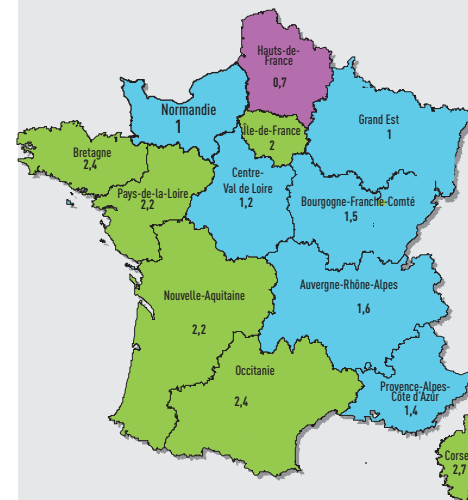 Hauts-de-
France
0,7
Normandie
1
Île-de-France
2
Grand Est
1
Bretagne
2,4
Pays-de-la-Loire
2,2
Centre-
Val de Loire
1,2
Bourgogne-Franche-Comté
1,5
Auvergne-Rhône-Alpes
1,6
Nouvelle-Aquitaine
2,2
Occitanie
2,4
Provence-Alpes-
Côte d'Azur
1,4
Corse
2,7